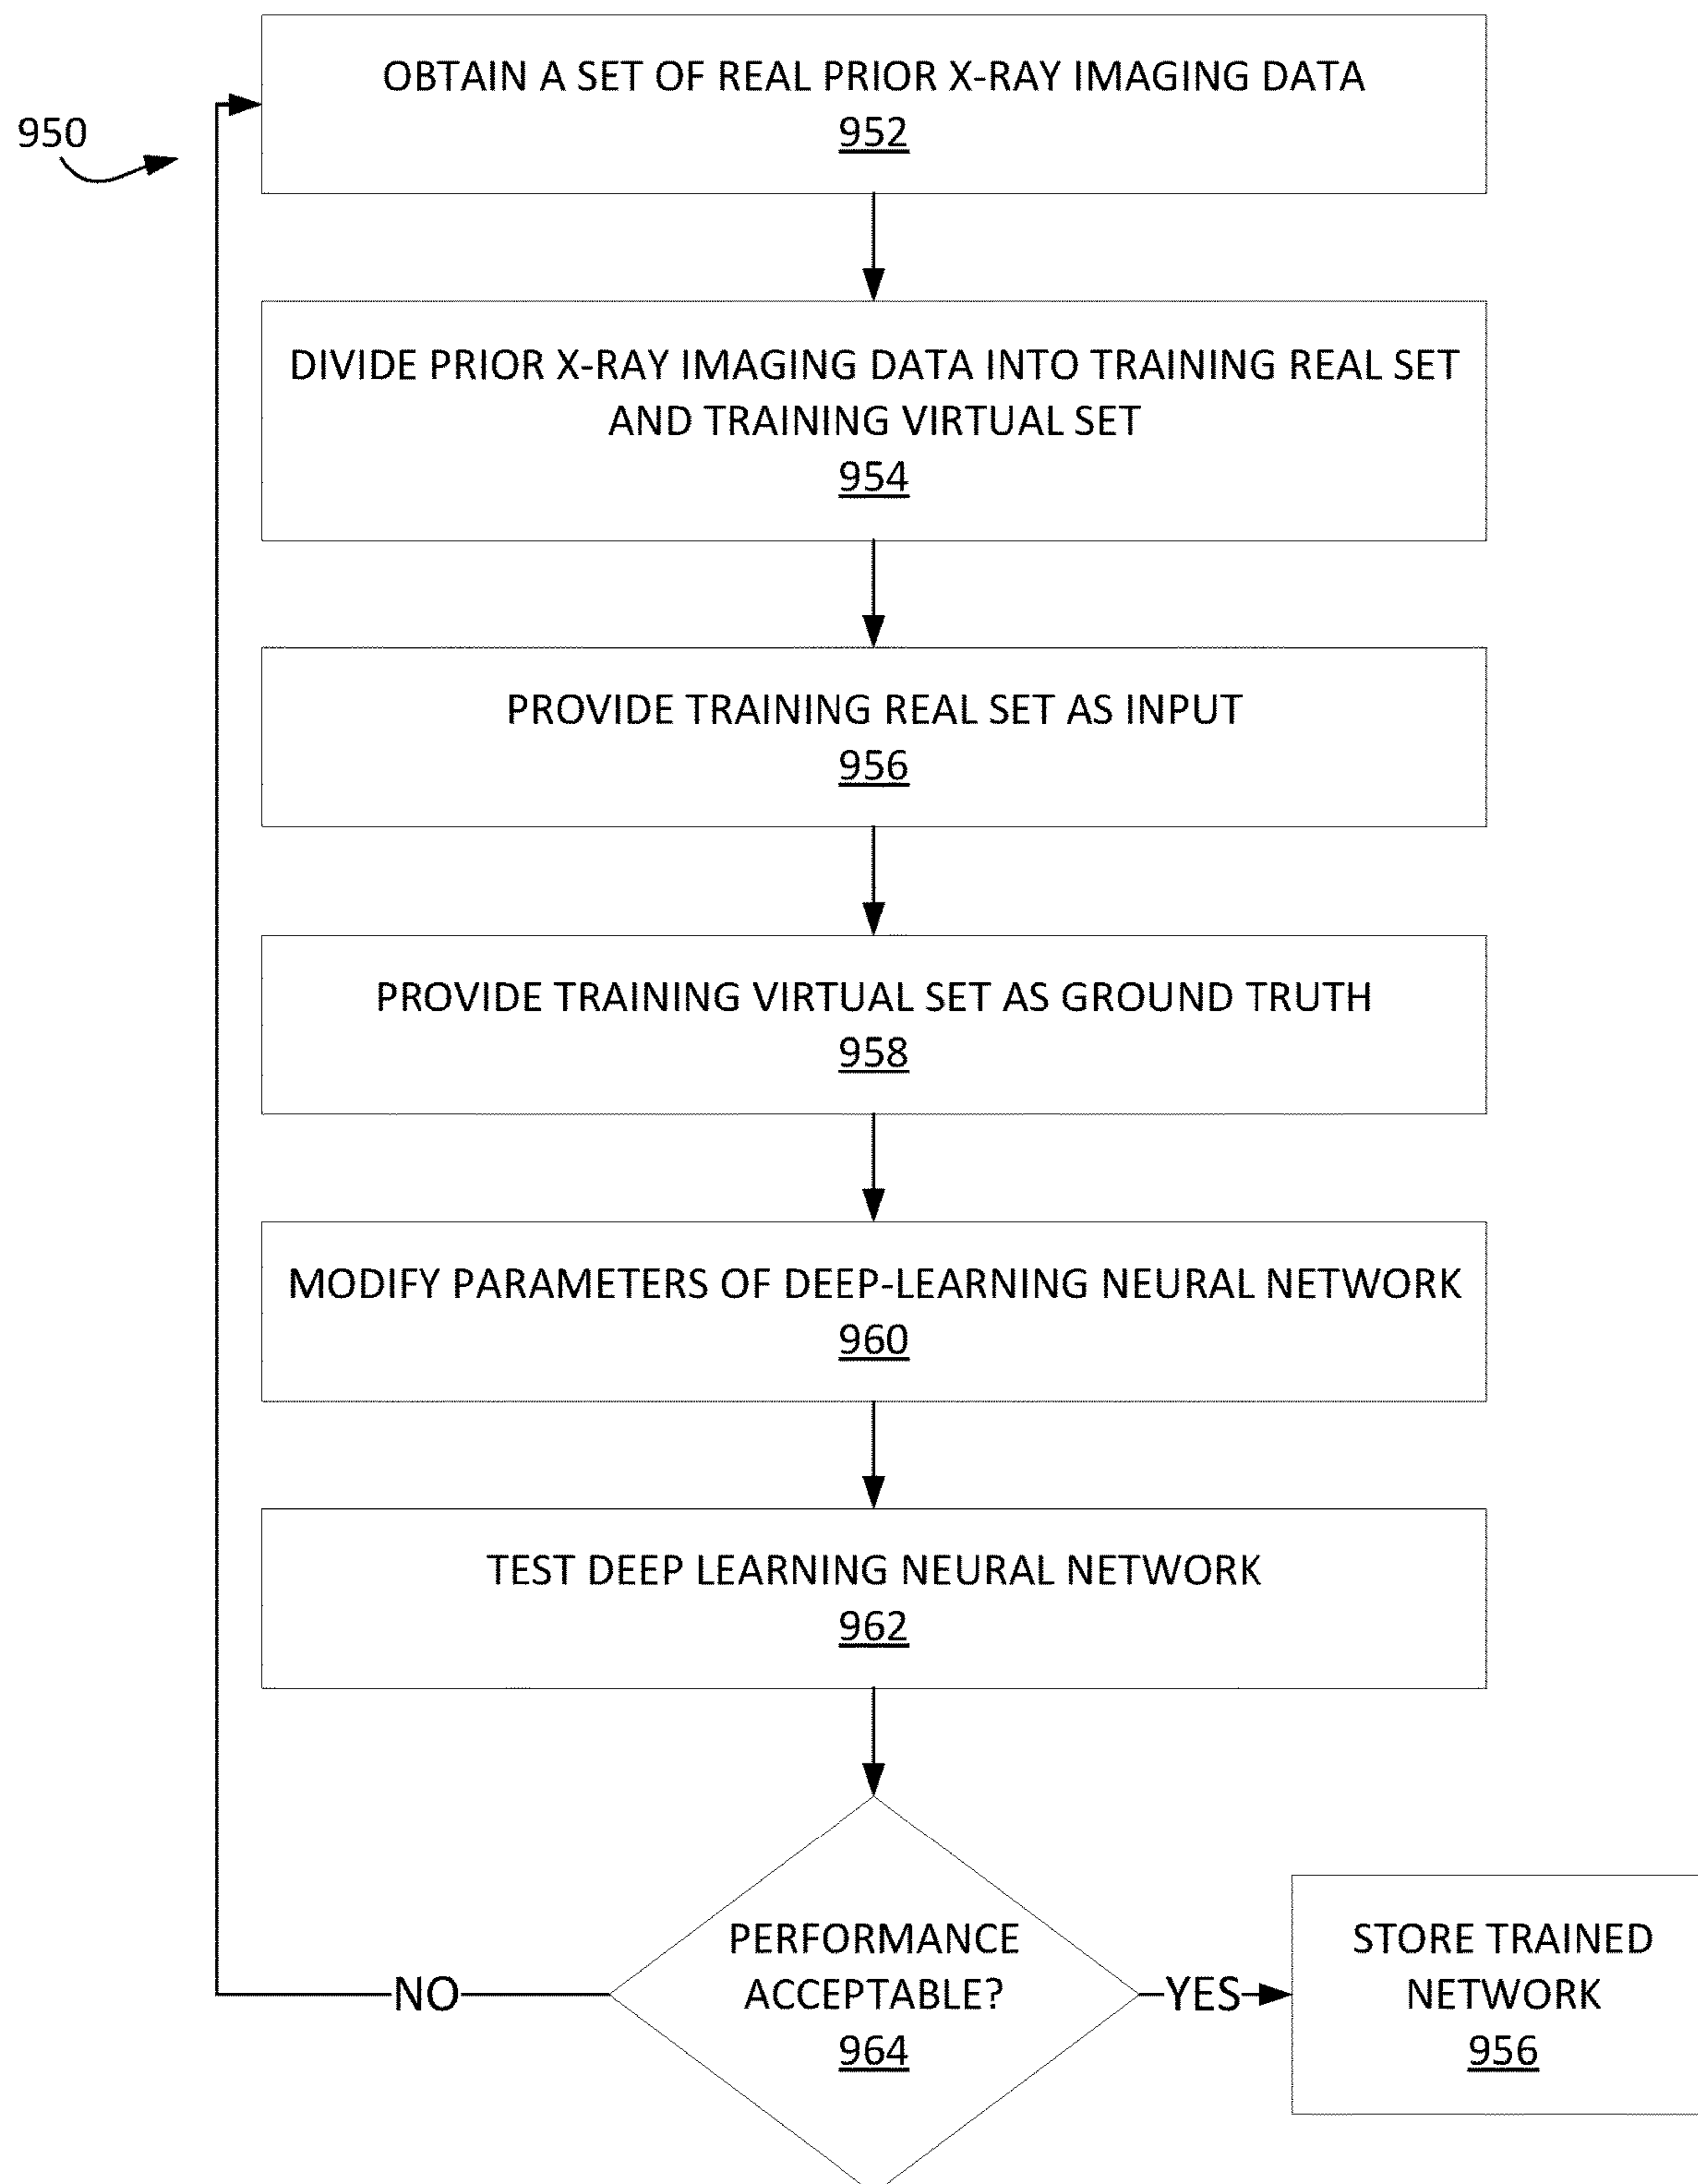 OBTAIN A SET OF REAL PRIOR X-RAY IMAGING DATA
952
950
DIVIDE PRIOR X-RAY IMAGING DATA INTO TRAINING REAL SET
AND TRAINING VIRTUAL SET
954
PROVIDE TRAINING REAL SET AS INPUT
956
PROVIDE TRAINING VIRTUAL SET AS GROUND TRUTH
958
MODIFY PARAMETERS OF DEEP-LEARNING NEURAL NETWORK
960
TEST DEEP LEARNING NEURAL NETWORK
962
PERFORMANCE
ACCEPTABLE?
964
NO
YES
STORE TRAINED
NETWORK
956